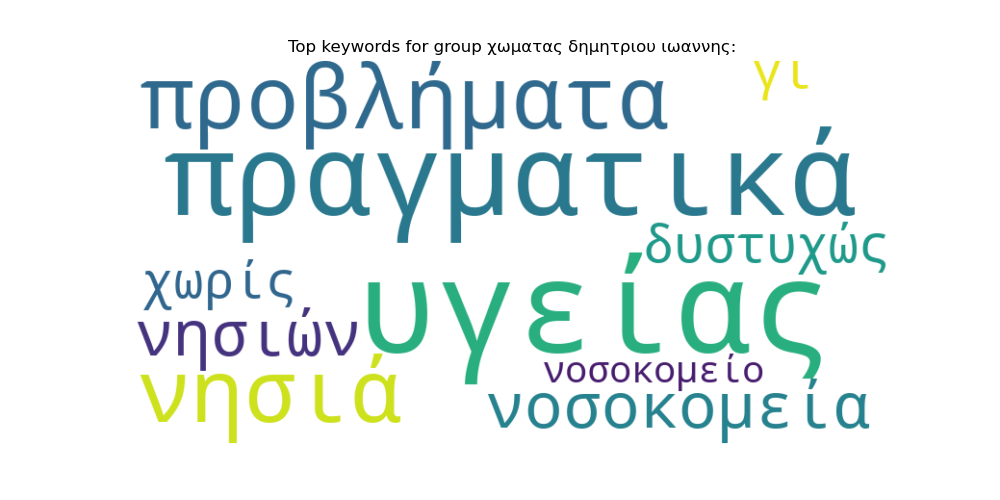 Top keywords for group χωματας δημητριου ιωαννης:
γι
προβλήματα
πραγματικά
δυστυχώς
χωρίς
υγείας
νησιών
νοσοκομείο
νησιά
νοσοκομεία